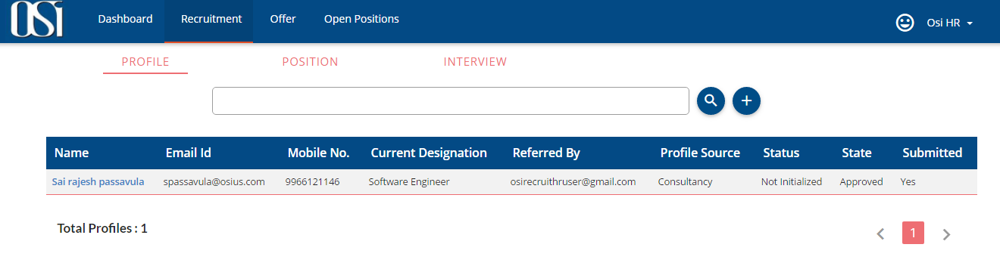 OSi Dashboard Recruitment Offer Open Positions Osi HR
PROFILE POSITION INTERVIEW
Name Email Id Mobile No. Current Designation Referred By Profile Source Status State Submitted
Sai rajesh passavula spassavula@osius.com 9966121146 Software Engineer osirecruithruser@gmail.com Consultancy Not Initialized Approved Yes
Total Profiles : 1
1